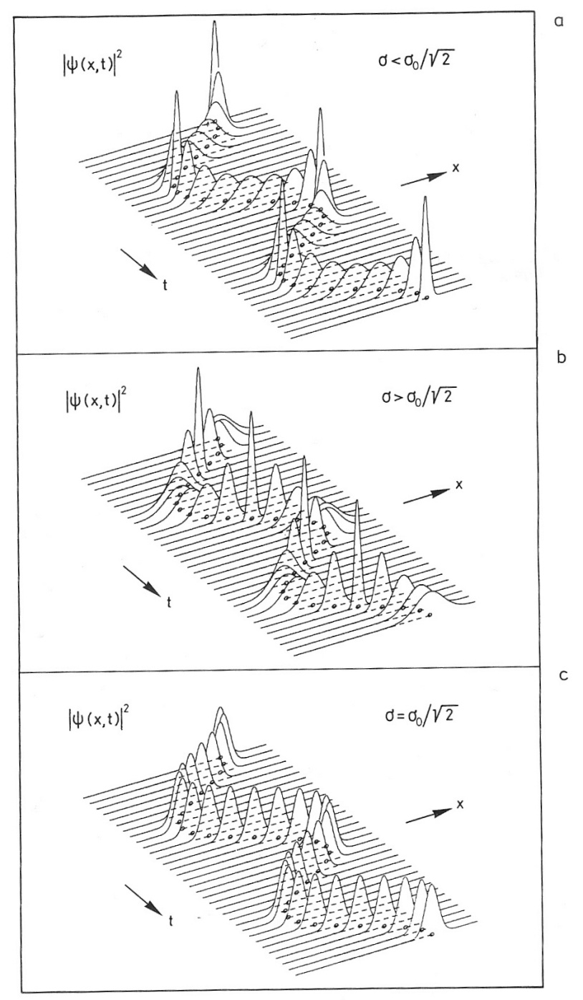 a
|ψ(x,t)|² σ<σ₀/√2
x
t
b
|ψ(x,t)|² σ>σ₀/√2
x
t
c
|ψ(x,t)|² σ=σ₀/√2
x
t